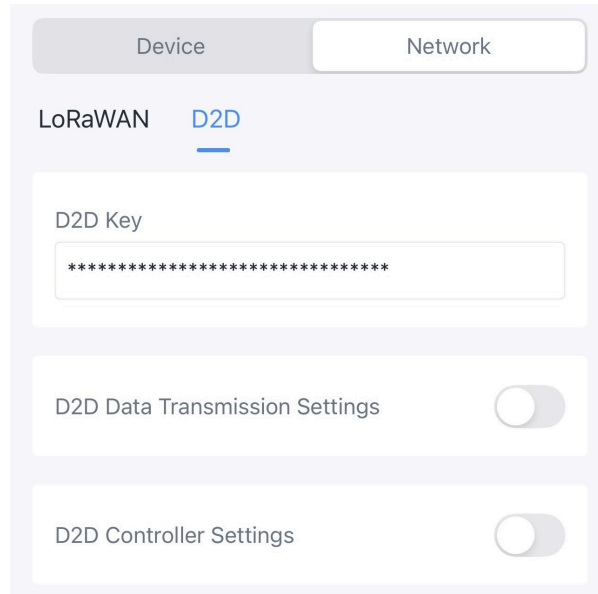 Device Network
LoRaWAN D2D
D2D Key
********************************
D2D Data Transmission Settings
D2D Controller Settings